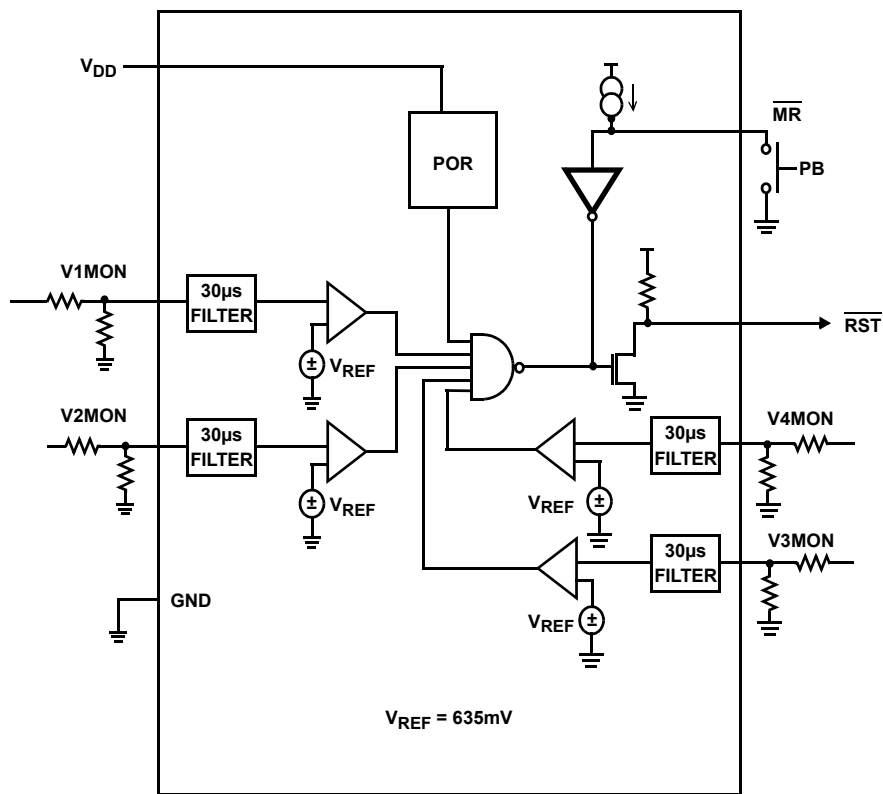 VDD
MR
POR
PB
V1MON
30µs
FILTER
VREF
RST
V2MON
30µs
FILTER
VREF
V4MON
30µs
FILTER
VREF
V3MON
30µs
FILTER
VREF
GND
VREF = 635mV